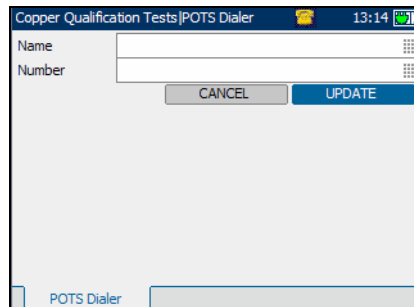 Copper Qualification Tests|POTS Dialer 13:14
Name
Number
CANCEL UPDATE
POTS Dialer